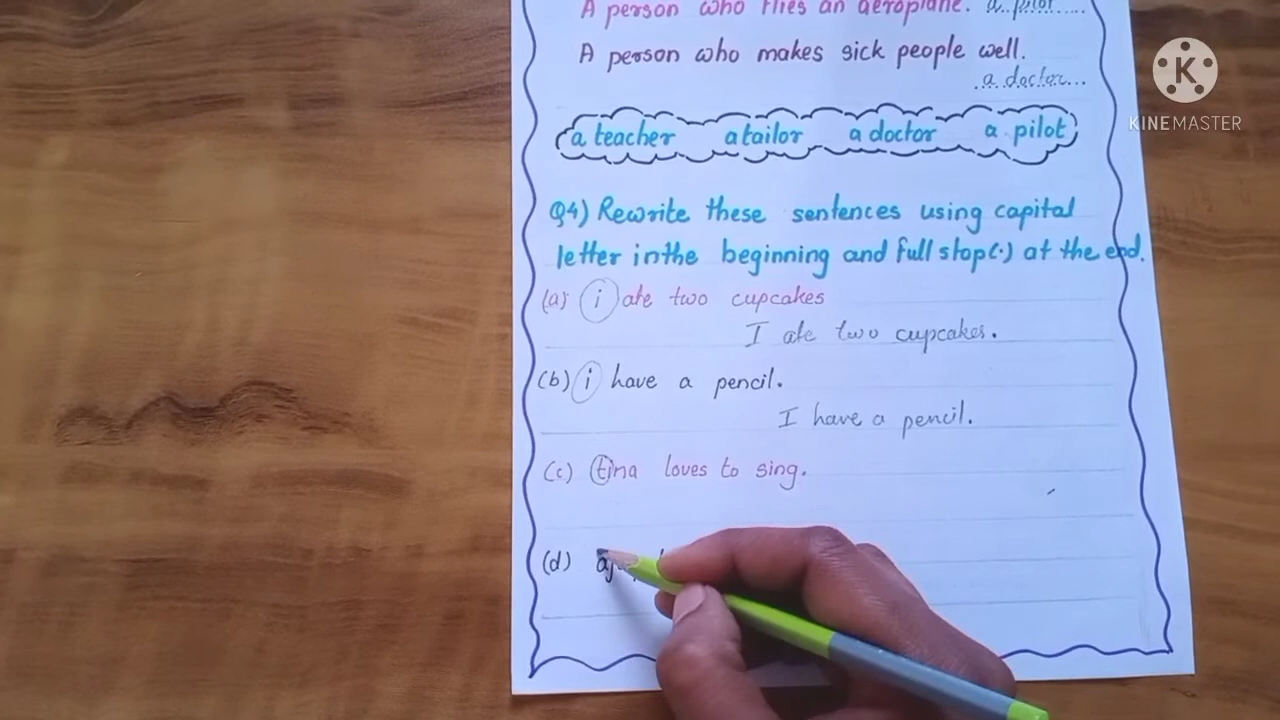 A person who flies an aeroplane. a pilot
A person who makes sick people well.
a doctor
a teacher a tailor a doctor a pilot
Q4) Rewrite these sentences using capital
letter in the beginning and full stop(.) at the end.
(a) i ate two cupcakes
I ate two cupcakes.
(b) i have a pencil.
I have a pencil.
(c) tina loves to sing.
(d)
KINEMASTER